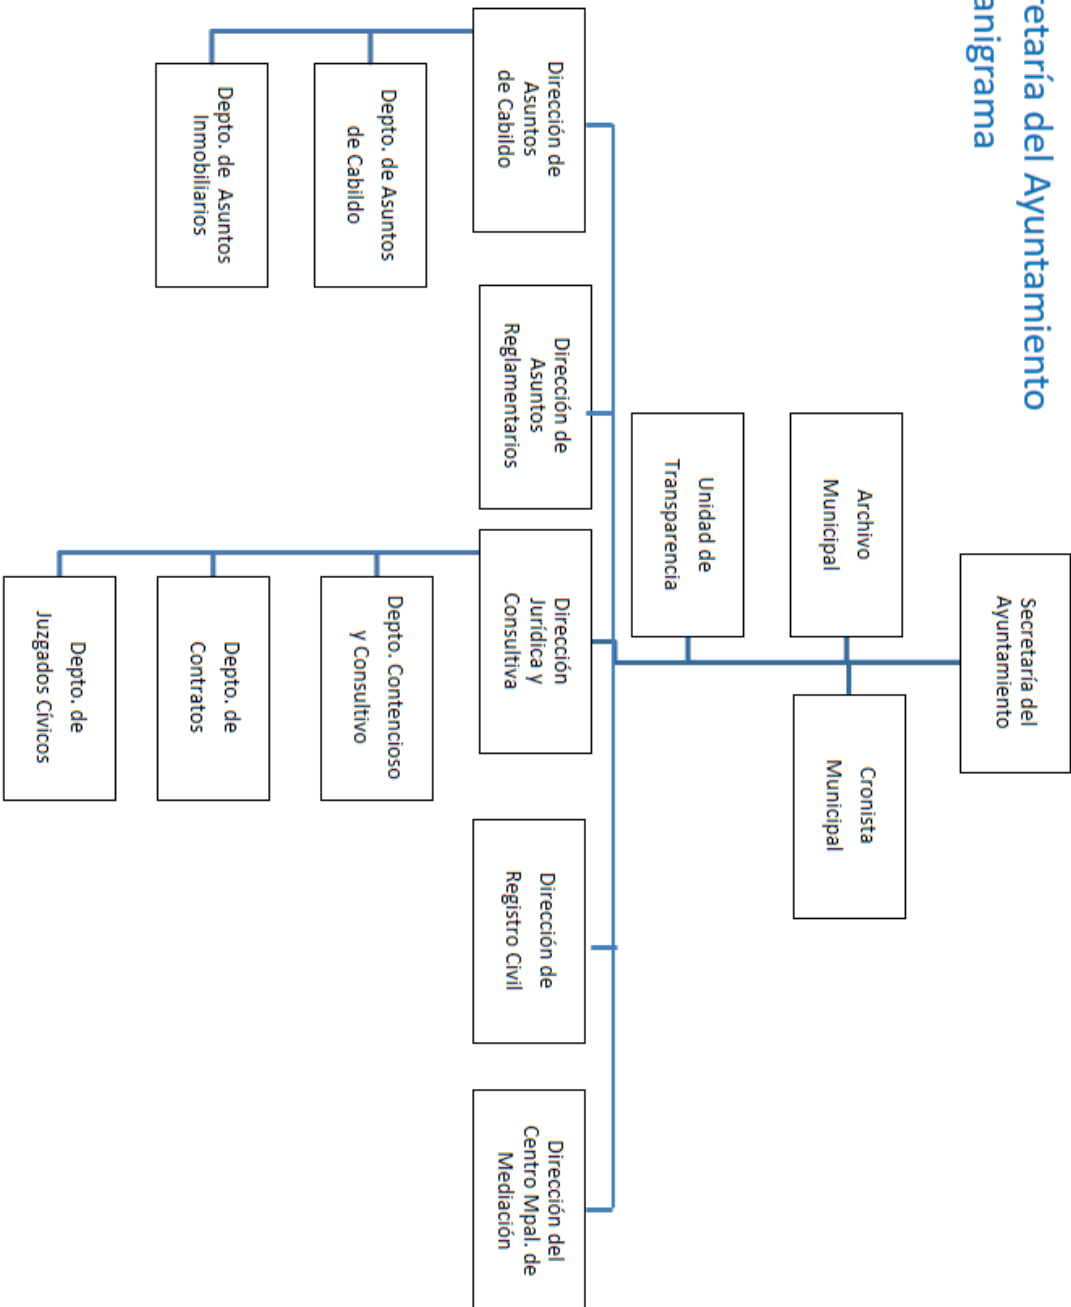 retaría del Ayuntamiento
anigrama
Secretaría del
Ayuntamiento
Archivo
Municipal
Cronista
Municipal
Unidad de
Transparencia
Dirección de
Asuntos
de Cabildo
Dirección de
Asuntos
Reglamentarios
Dirección
Jurídica y
Consultiva
Dirección de
Registro Civil
Dirección del
Centro Mpal. de
Mediación
Depto. de Asuntos
de Cabildo
Depto. de Asuntos
Inmobiliarios
Depto. Contencioso
y Consultivo
Depto. de
Contratos
Depto. de
Juzgados Cívicos